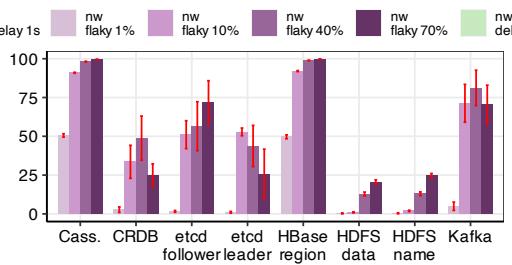 elay 1s
nw
flaky 1%
nw
flaky 10%
nw
flaky 40%
nw
flaky 70%
nw
del
100
75
50
25
0
Cass. CRDB etcd etcd HBase HDFS HDFS Kafka
follower leader region data name